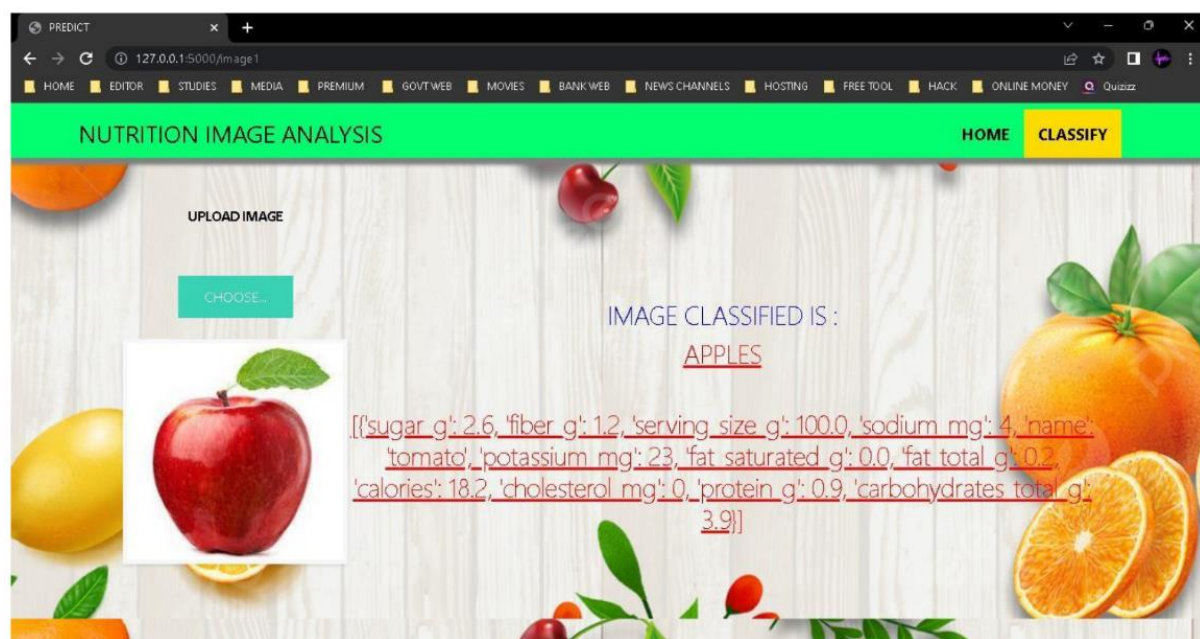 PREDICT
127.0.0.1:5000/image1
HOME EDITOR STUDIES MEDIA PREMIUM GOVT WEB MOVIES BANK WEB NEWS CHANNELS HOSTING FREE TOOL HACK ONLINE MONEY Quizizz
NUTRITION IMAGE ANALYSIS HOME CLASSIFY
UPLOAD IMAGE
CHOOSE...
IMAGE CLASSIFIED IS :
APPLES
[{'sugar_g': 2.6, 'fiber_g': 1.2, 'serving_size_g': 100.0, 'sodium_mg': 4, 'name':
'tomato', 'potassium_mg': 23, 'fat_saturated_g': 0.0, 'fat_total_g': 0.2,
'calories': 18.2, 'cholesterol_mg': 0, 'protein_g': 0.9, 'carbohydrates_total_g':
3.9}]